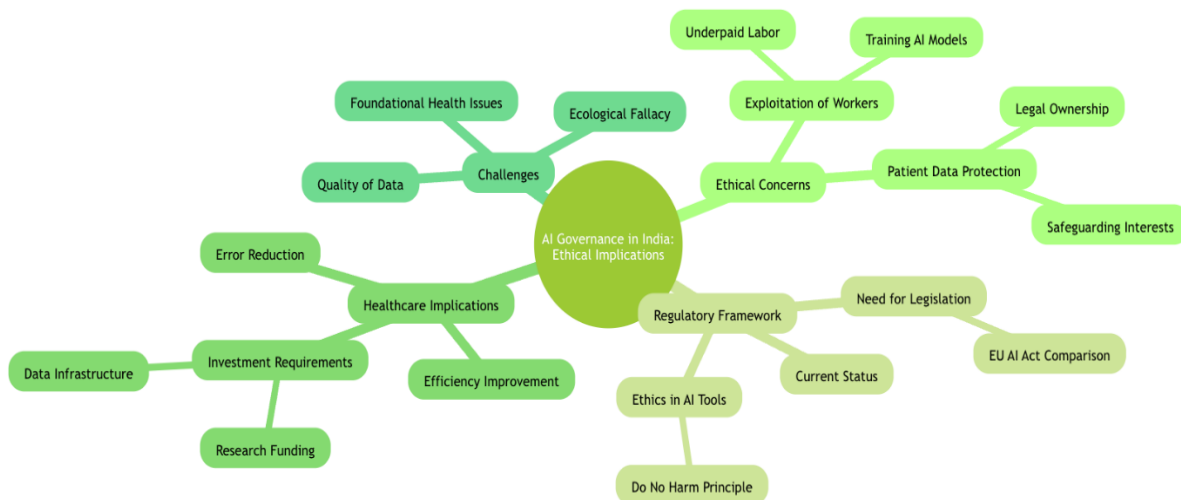 AI Governance in India:
Ethical Implications
Challenges
Foundational Health Issues
Ecological Fallacy
Quality of Data
Ethical Concerns
Exploitation of Workers
Underpaid Labor
Training AI Models
Patient Data Protection
Legal Ownership
Safeguarding Interests
Healthcare Implications
Error Reduction
Investment Requirements
Data Infrastructure
Research Funding
Efficiency Improvement
Regulatory Framework
Need for Legislation
EU AI Act Comparison
Current Status
Ethics in AI Tools
Do No Harm Principle